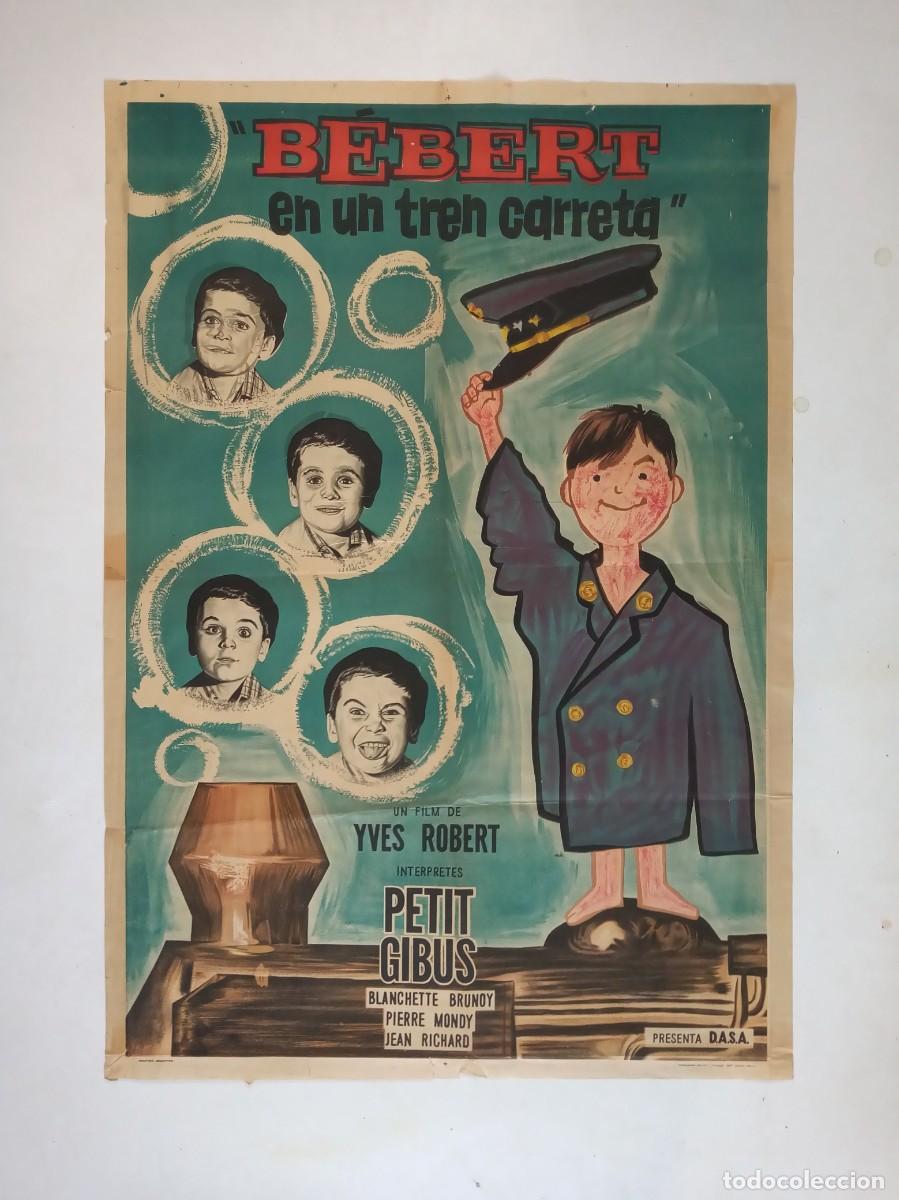 "BÉBERT
en un tren carreta"
UN FILM DE
YVES ROBERT
INTERPRETES
PETIT
GIBUS
BLANCHETTE BRUNOY
PIERRE MONDY
JEAN RICHARD
PRESENTA D.A.S.A.
todocoleccion